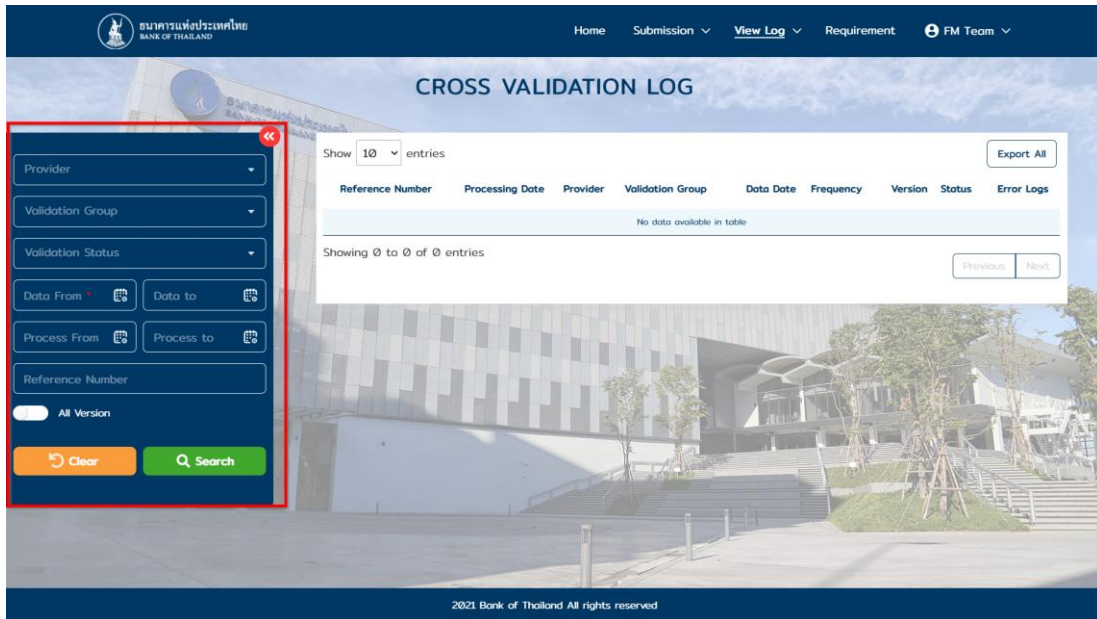 ธนาคารแห่งประเทศไทย
BANK OF THAILAND
Home Submission View Log Requirement FM Team
CROSS VALIDATION LOG
Provider
Validation Group
Validation Status
Data From * Data to
Process From Process to
Reference Number
All Version
Clear Search
Show 10 entries
Export All
Reference Number Processing Date Provider Validation Group Data Date Frequency Version Status Error Logs
No data available in table
Showing 0 to 0 of 0 entries
Previous Next
2021 Bank of Thailand All rights reserved